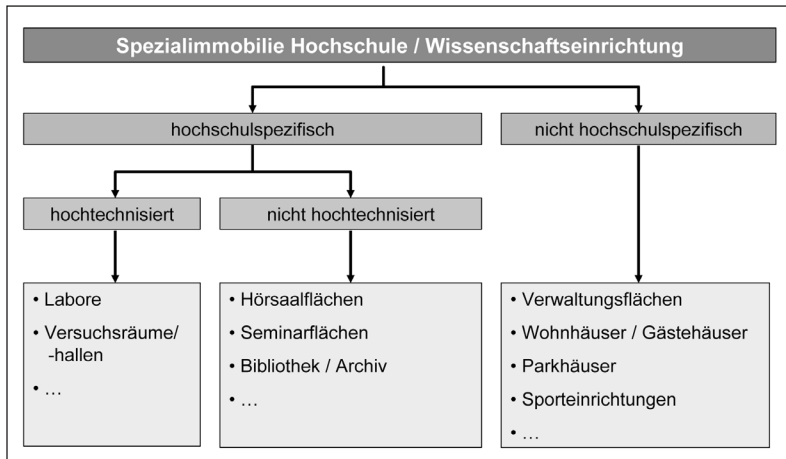 Spezialimmobilie Hochschule / Wissenschaftseinrichtung
hochschulspezifisch
nicht hochschulspezifisch
hochtechnisiert
nicht hochtechnisiert
• Labore
• Versuchsräume/
-hallen
• …
• Hörsaalflächen
• Seminarflächen
• Bibliothek / Archiv
• …
• Verwaltungsflächen
• Wohnhäuser / Gästehäuser
• Parkhäuser
• Sporteinrichtungen
• …